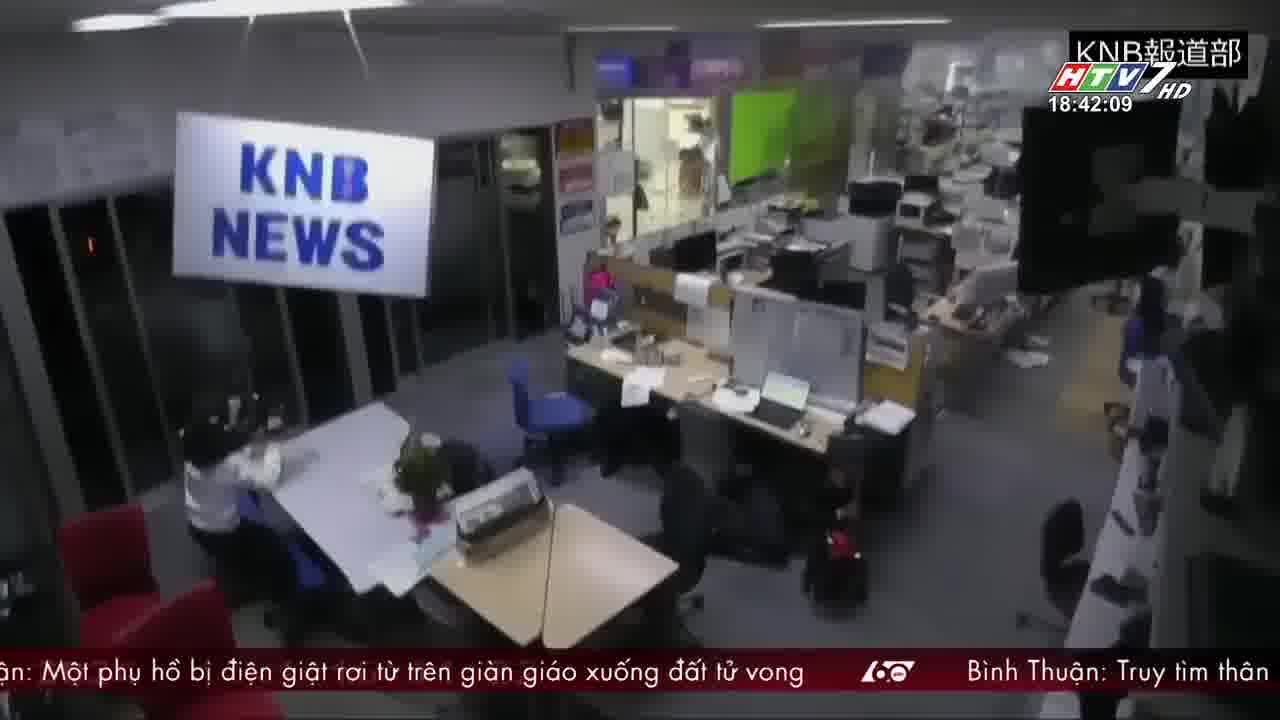 KNB報道部
HTV7 HD
18:42:09
KNB
NEWS
ận: Một phụ hồ bị điện giật rơi từ trên giàn giáo xuống đất tử vong 60 Bình Thuận: Truy tìm thân